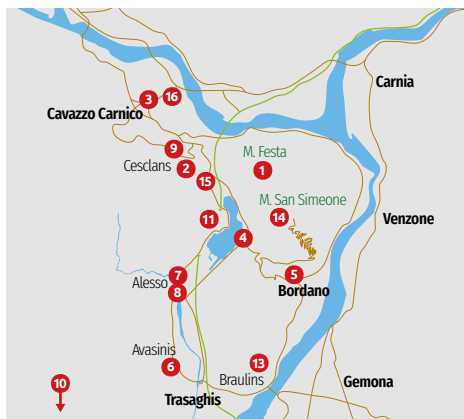 Carnia
16
3
Cavazzo Carnico
9
M. Festa
Cesclans
2
1
15
M. San Simeone
11
14
Venzone
4
7
5
Alesso
8
Bordano
Avasinis
13
6
Braulins
10
Gemona
Trasaghis